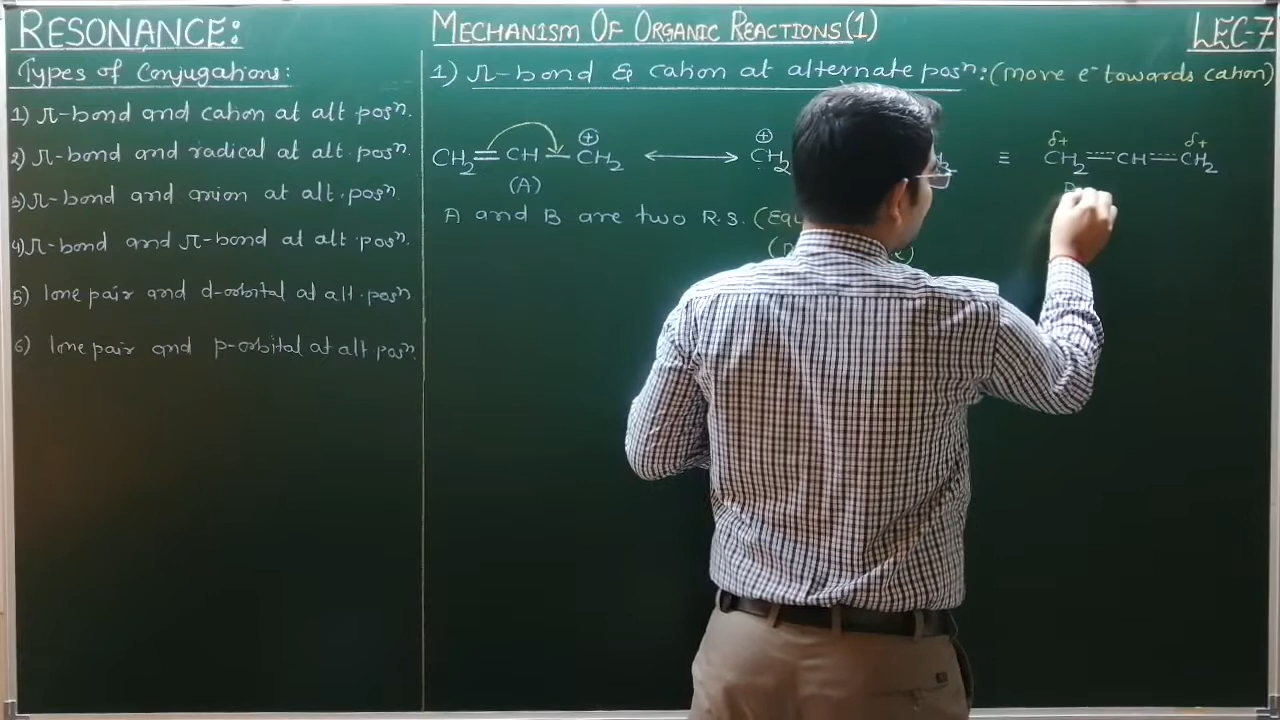 RESONANCE:
Types of Conjugations:
1) π-bond and cation at alt posⁿ.
2) π-bond and radical at alt. posⁿ.
3) π-bond and anion at alt. posⁿ.
4) π-bond and π-bond at alt posⁿ.
5) lone pair and d-orbital at alt. posⁿ
6) lone pair and p-orbital at alt. posⁿ.
MECHANISM OF ORGANIC REACTIONS(1)
LEC-7
1) π-bond & cation at alternate posⁿ: (move e⁻ towards cation)
CH₂=CH–CH₂ ⊕ ⟷ ⊕ CH₂ ≡ δ+ CH₂ CH CH₂ δ+
(A)
A and B are two R.S. (Equ